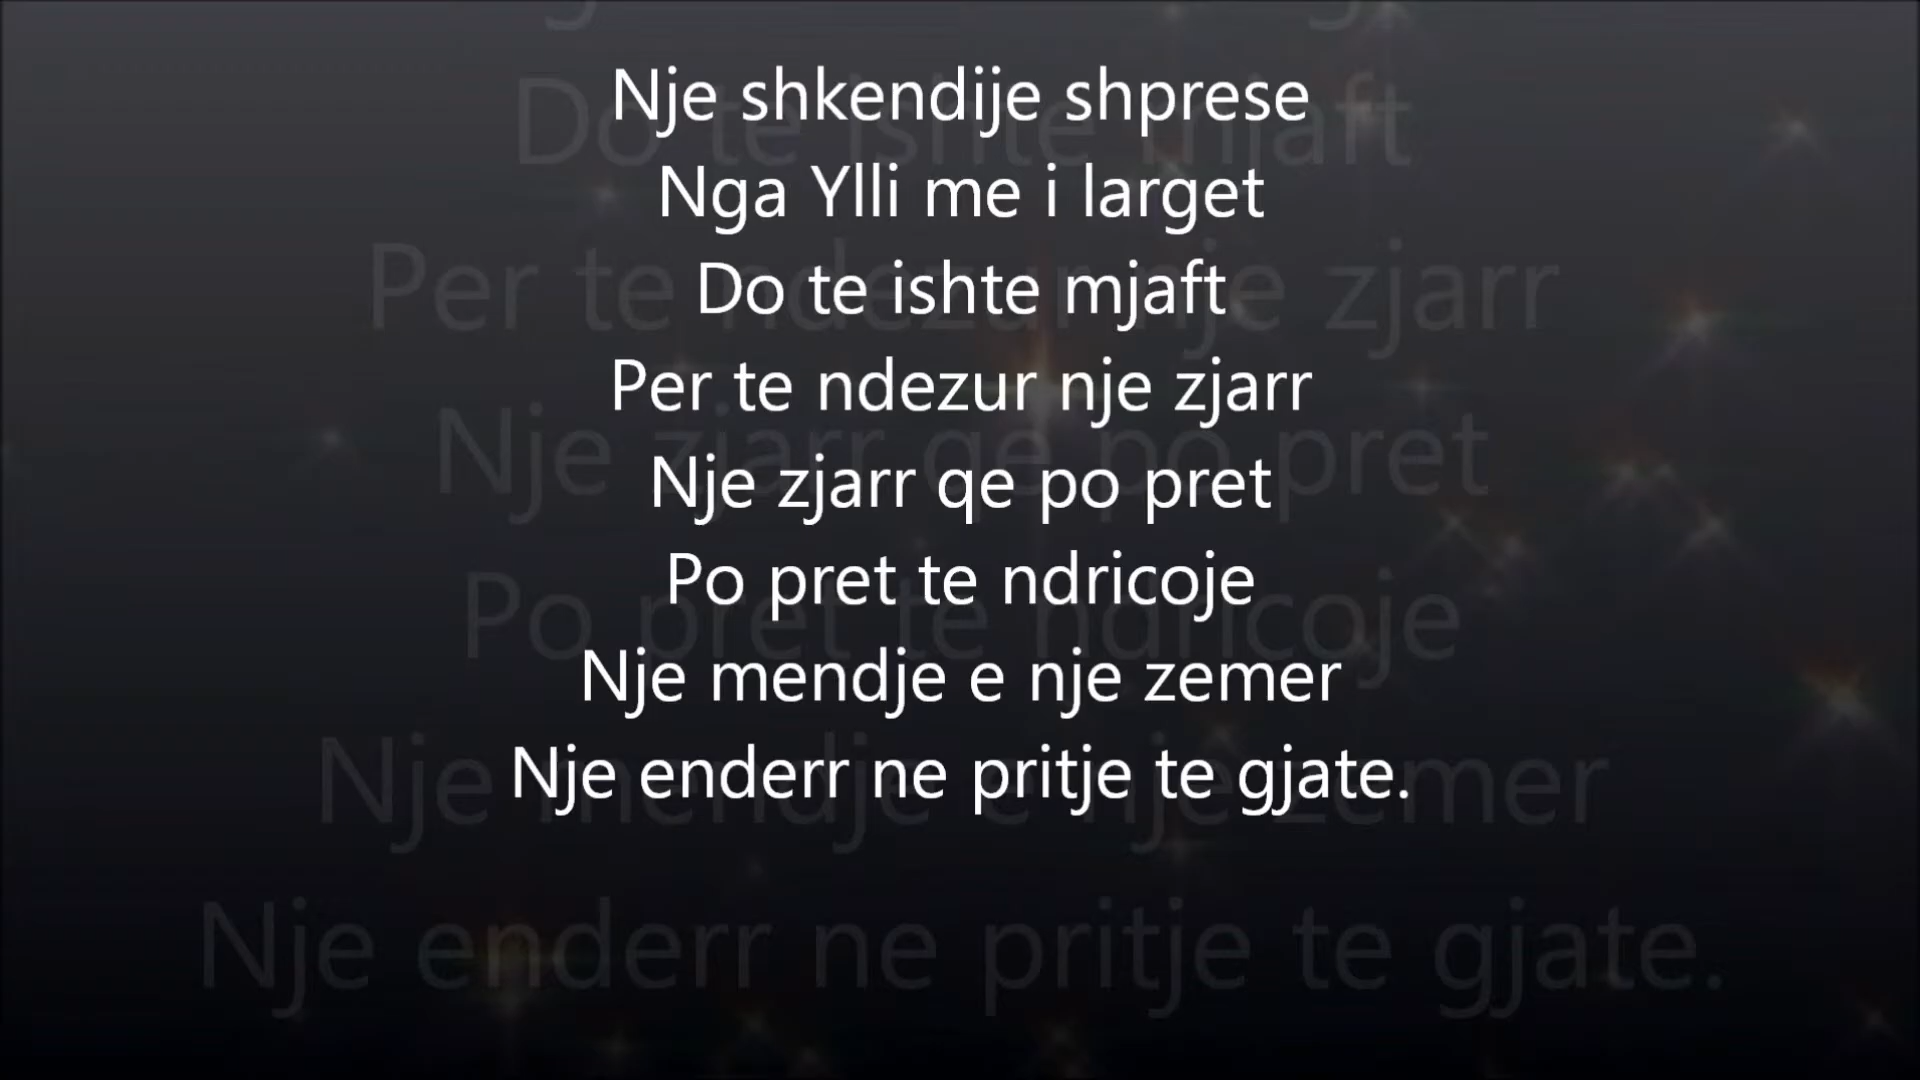 Nje shkendije shprese
Nga Ylli me i larget
Do te ishte mjaft
Per te ndezur nje zjarr
Nje zjarr qe po pret
Po pret te ndricoje
Nje mendje e nje zemer
Nje enderr ne pritje te gjate.